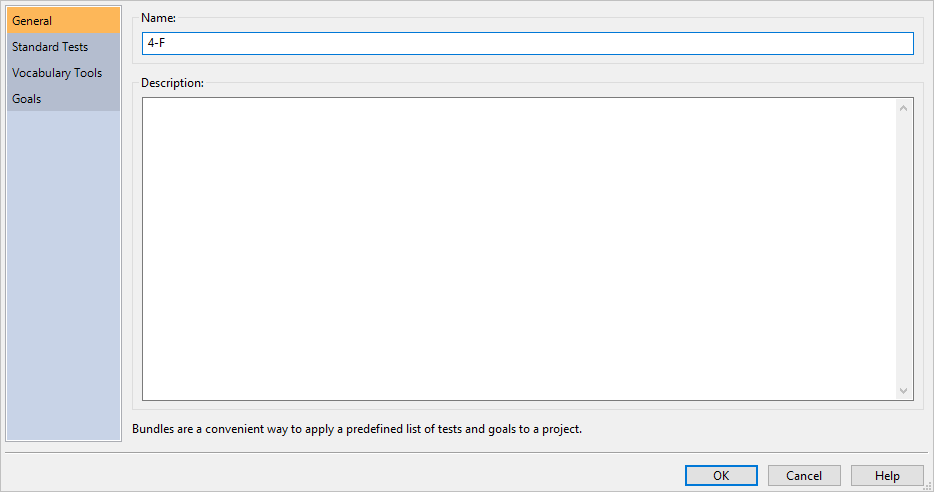 General
Standard Tests
Vocabulary Tools
Goals
Name:
4-F
Description:
Bundles are a convenient way to apply a predefined list of tests and goals to a project.
OK
Cancel
Help